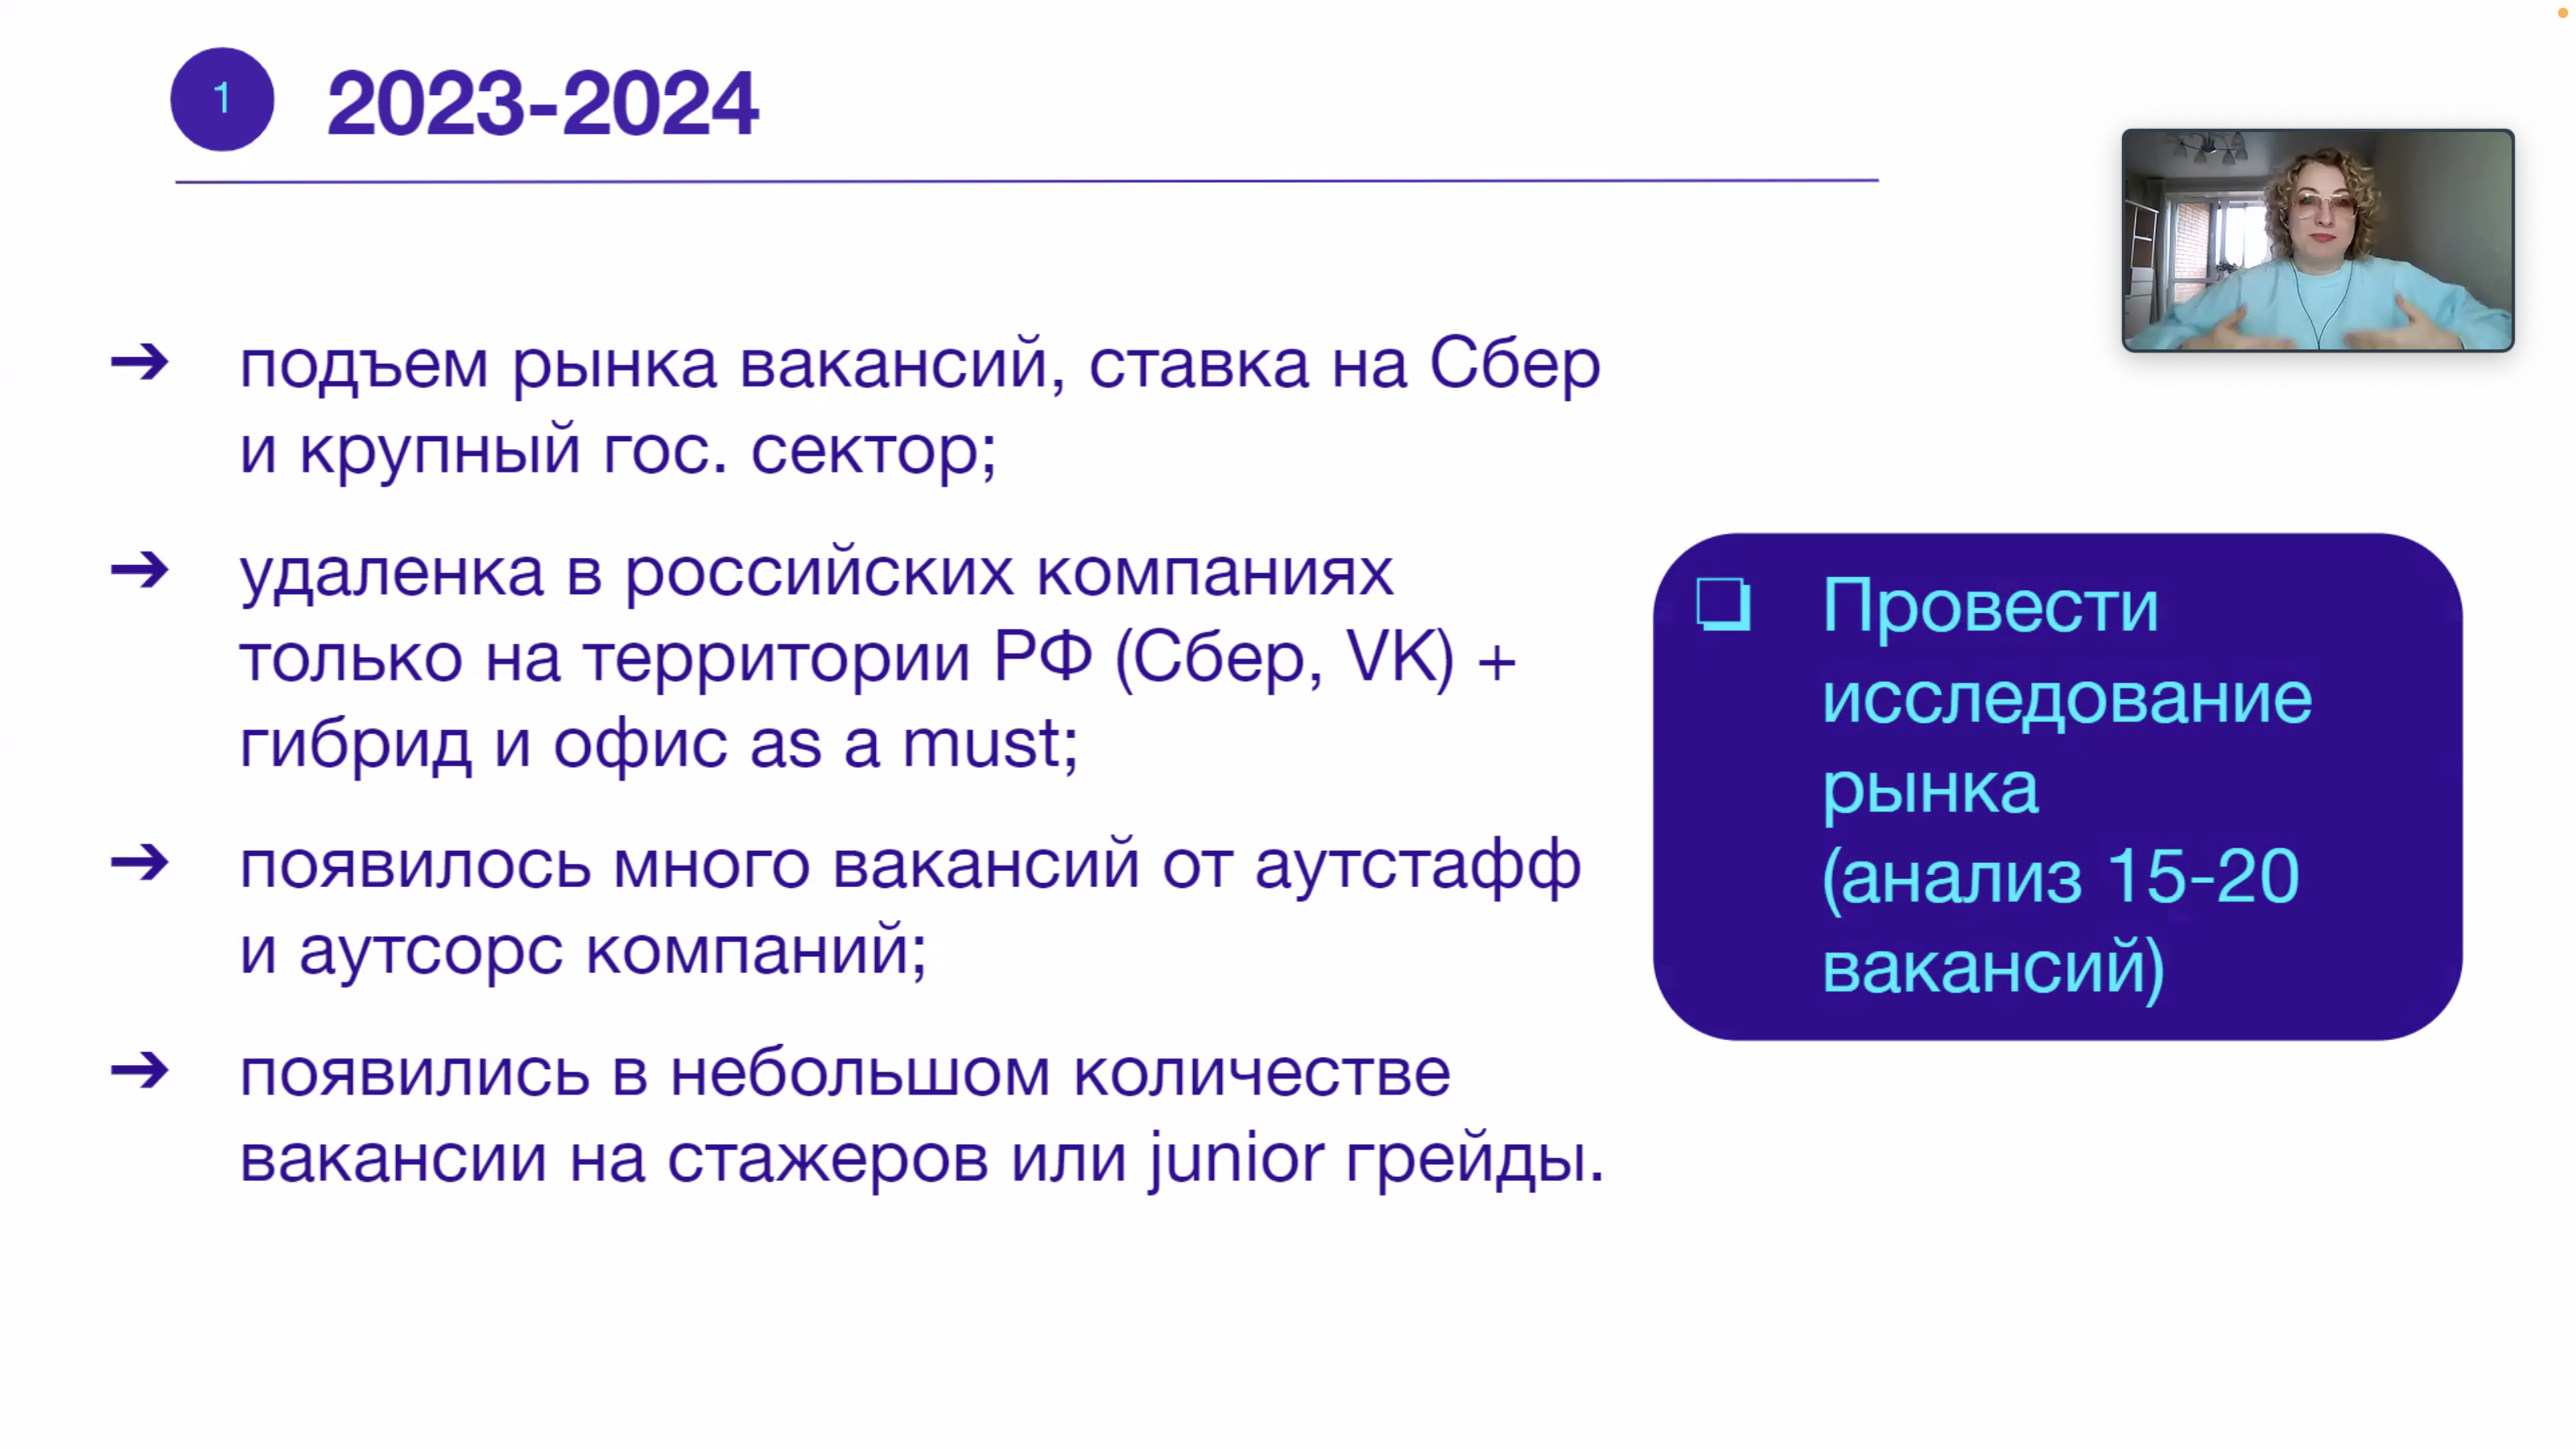 1
2023-2024
➔ подъем рынка вакансий, ставка на Сбер
и крупный гос. сектор;
➔ удаленка в российских компаниях
только на территории РФ (Сбер, VK) +
гибрид и офис as a must;
➔ появилось много вакансий от аутстафф
и аутсорс компаний;
➔ появились в небольшом количестве
вакансии на стажеров или junior грейды.
❏ Провести
исследование
рынка
(анализ 15-20
вакансий)